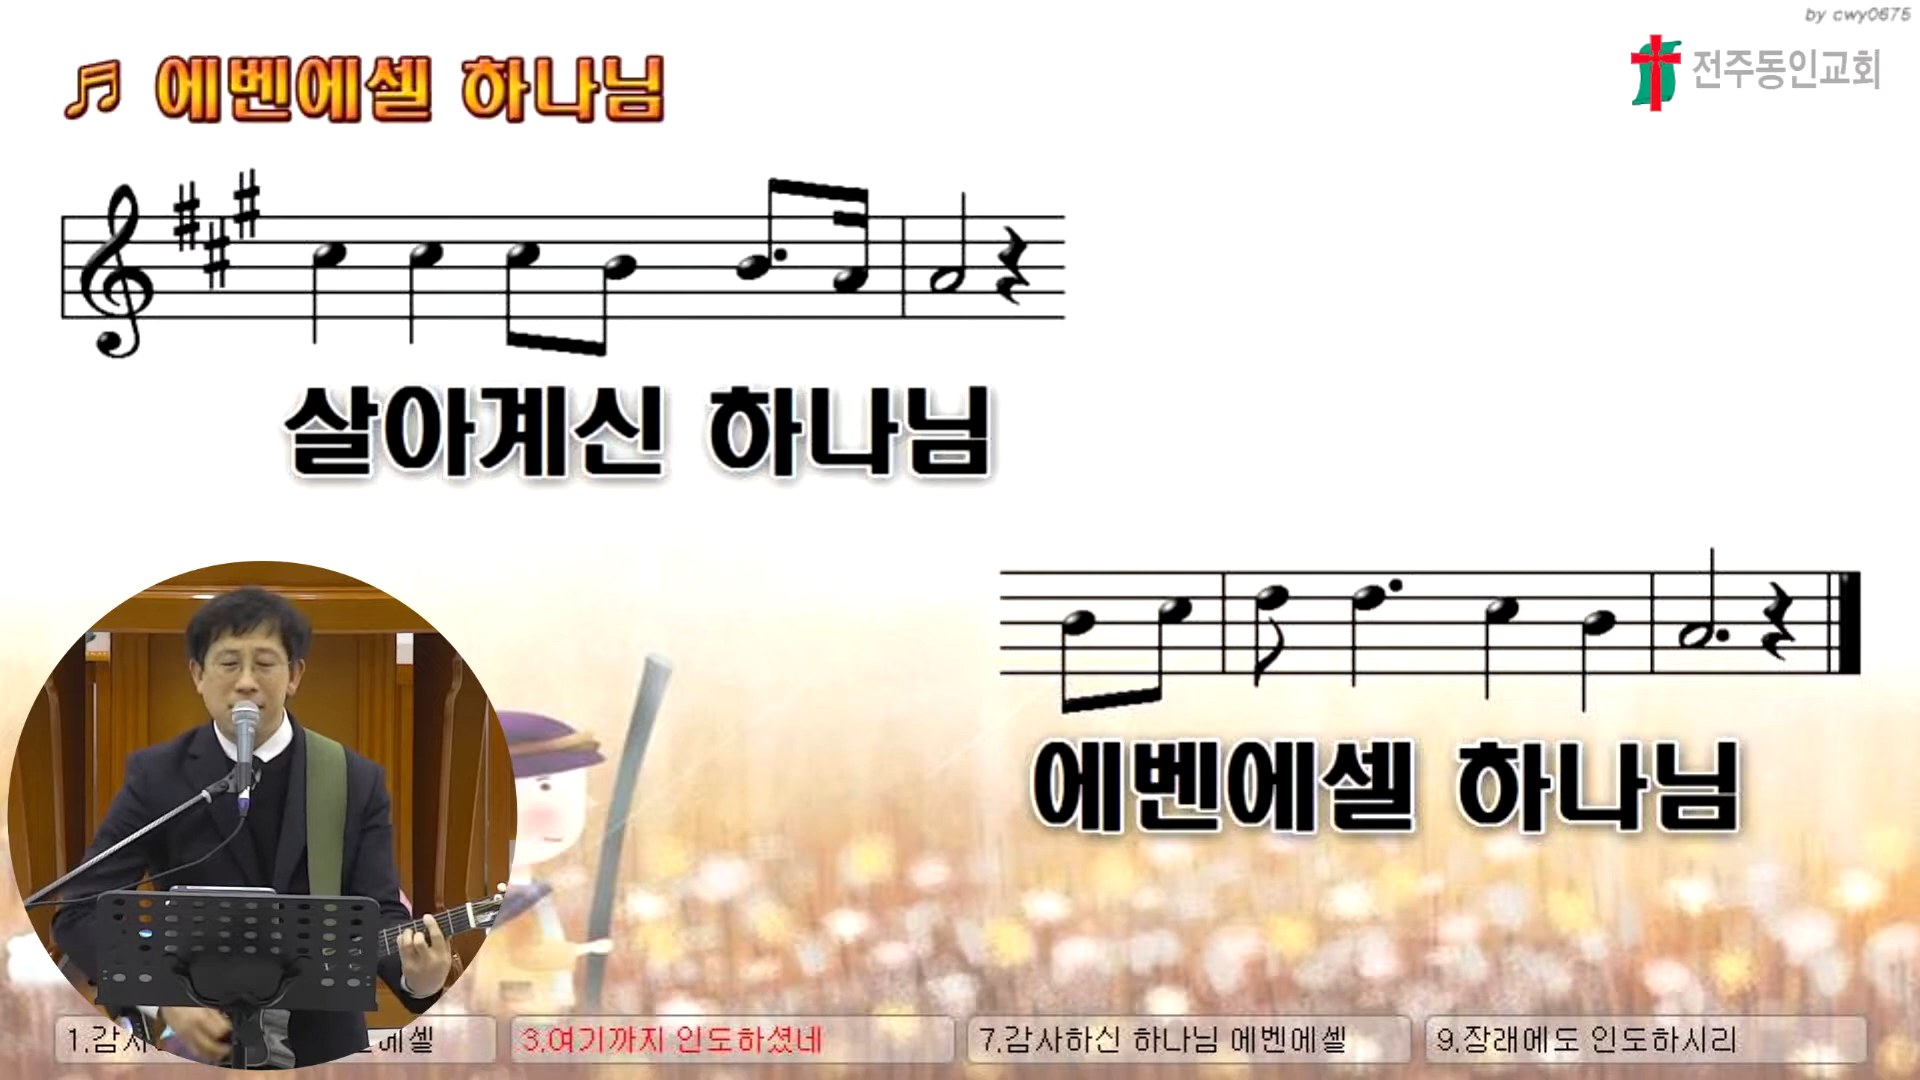 by cwy0675
에벤에셀 하나님
전주동인교회
살아계신 하나님
에벤에셀 하나님
1.감사
에셀
3.여기까지 인도하셨네
7.감사하신 하나님 에벤에셀
9.장래에도 인도하시리